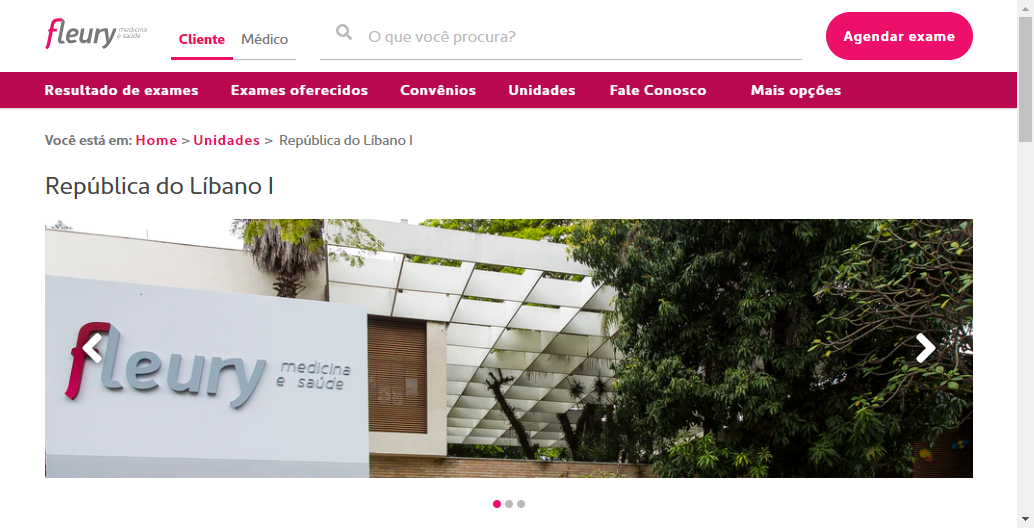 fleury medicina e saúde
Cliente Médico
O que você procura?
Agendar exame
Resultado de exames Exames oferecidos Convênios Unidades Fale Conosco Mais opções
Você está em: Home > Unidades > República do Líbano I
República do Líbano I
fleury medicina
e saúde